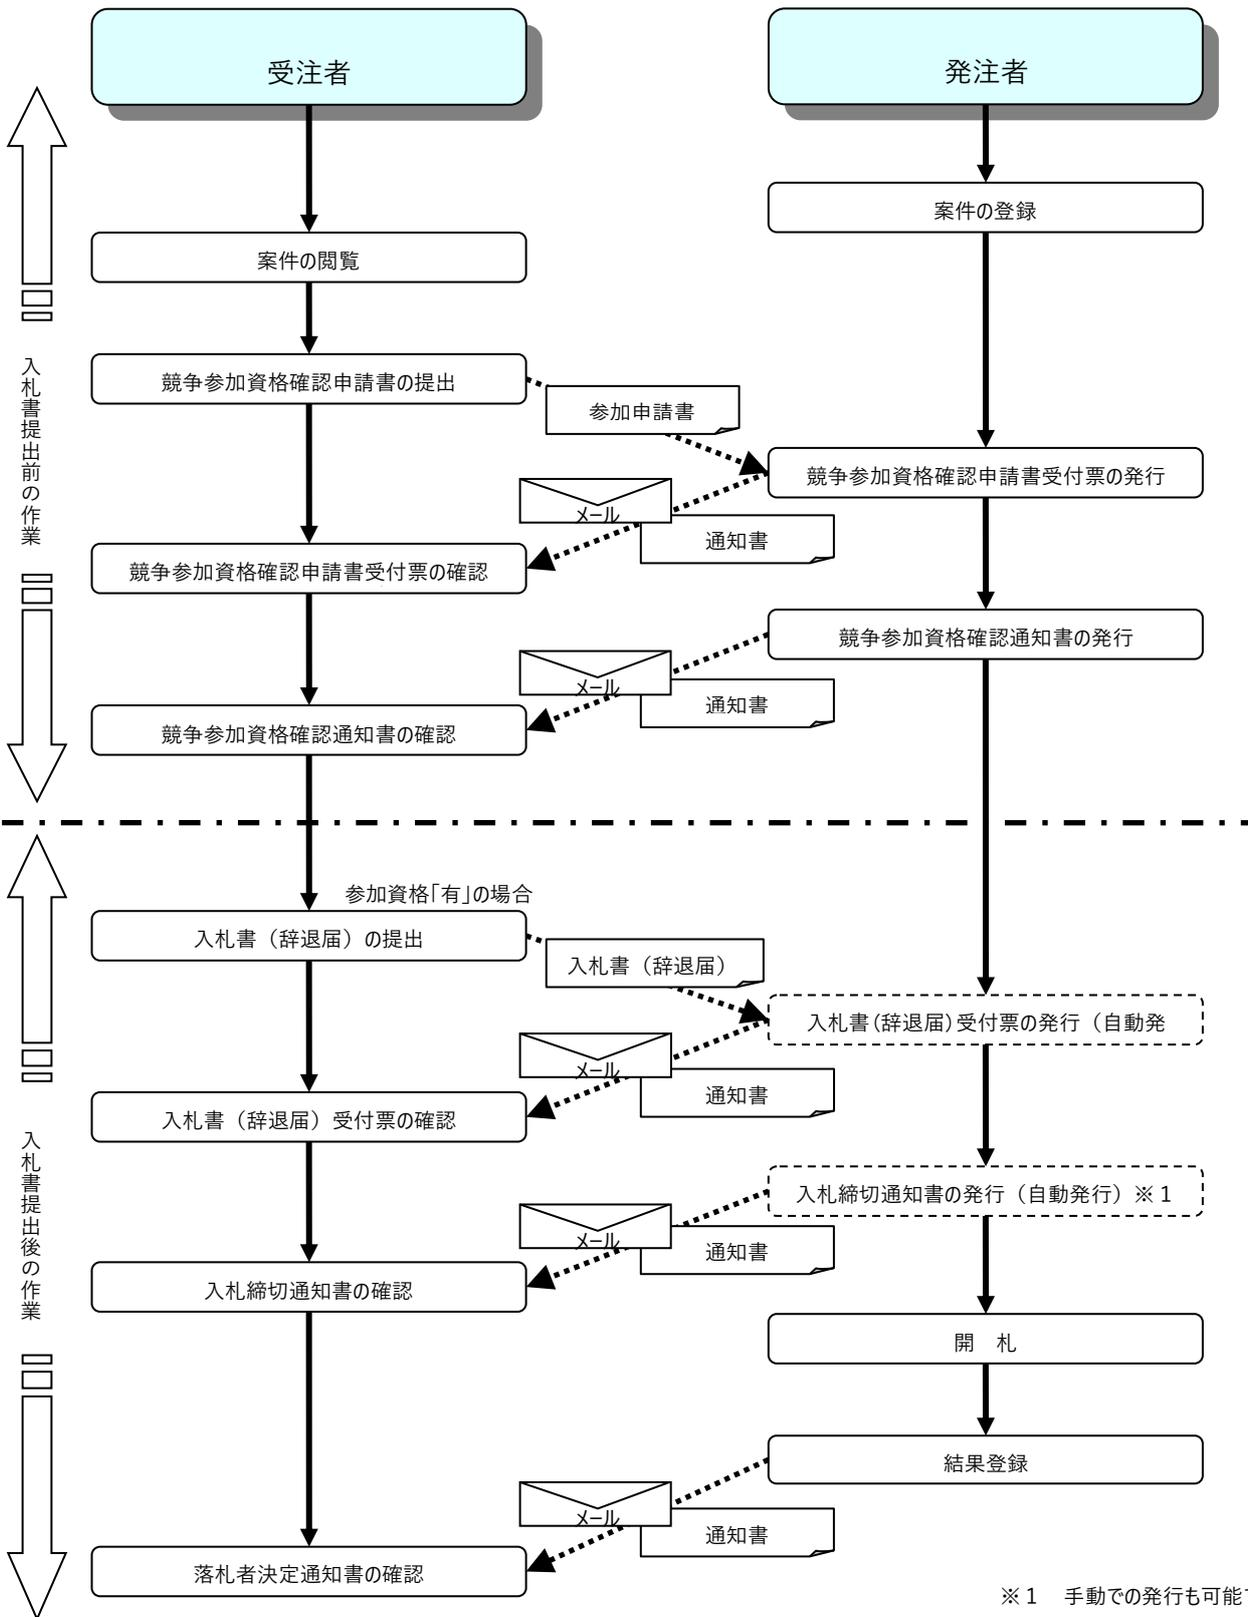 受注者
発注者
案件の登録
案件の閲覧
入札書提出前の作業
競争参加資格確認申請書の提出
参加申請書
競争参加資格確認申請書受付票の発行
メール
通知書
競争参加資格確認申請書受付票の確認
競争参加資格確認通知書の発行
メール
通知書
競争参加資格確認通知書の確認
参加資格「有」の場合
入札書（辞退届）の提出
入札書（辞退届）
入札書(辞退届)受付票の発行（自動発
メール
通知書
入札書（辞退届）受付票の確認
入札書提出後の作業
入札締切通知書の発行（自動発行）※１
メール
通知書
入札締切通知書の確認
開　札
結果登録
メール
通知書
落札者決定通知書の確認
※１　手動での発行も可能